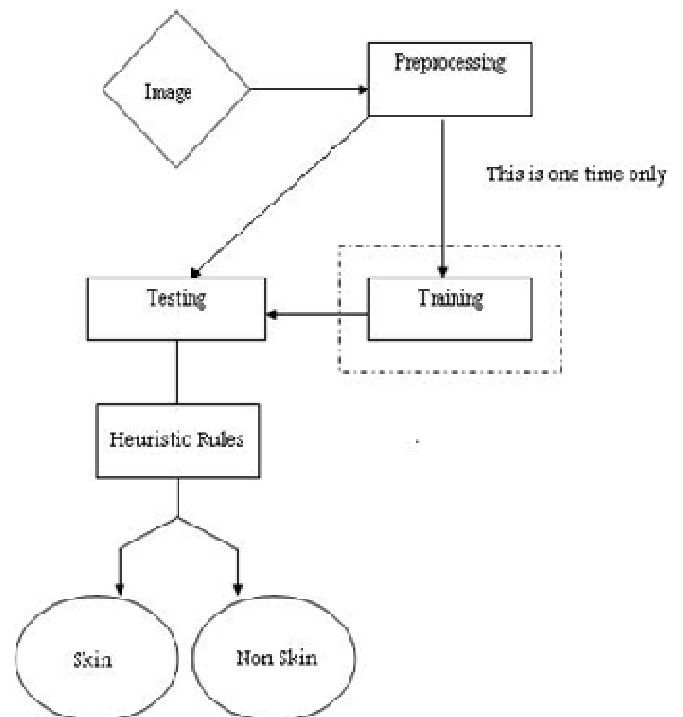 Preprocessing
Image
This is one time only
Testing
Training
Heuristic Rules
Skin
Non Skin